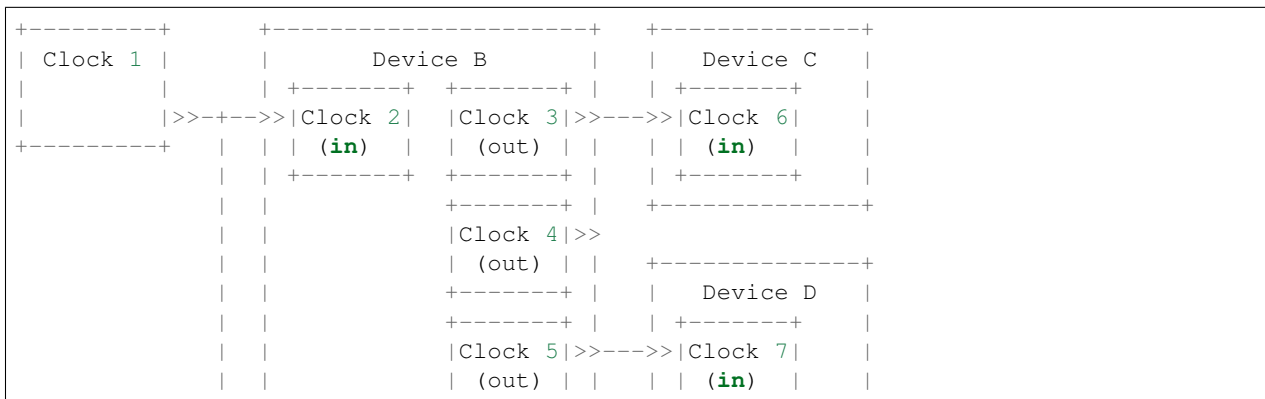 +---------+      +----------------------+   +--------------+
| Clock 1 |      |       Device B       |   |   Device C   |
|         |      | +-------+  +-------+ |   | +-------+    |
|         |>>-+-->>|Clock 2|  |Clock 3|>>--->>|Clock 6|    |
+---------+   |  | | (in)  |  | (out) | |   | | (in)  |    |
              |  | +-------+  +-------+ |   | +-------+    |
              |  |            +-------+ |   +--------------+
              |  |            |Clock 4|>>
              |  |            | (out) | |   +--------------+
              |  |            +-------+ |   |   Device D   |
              |  |            +-------+ |   | +-------+    |
              |  |            |Clock 5|>>--->>|Clock 7|    |
              |  |            | (out) | |   | | (in)  |    |